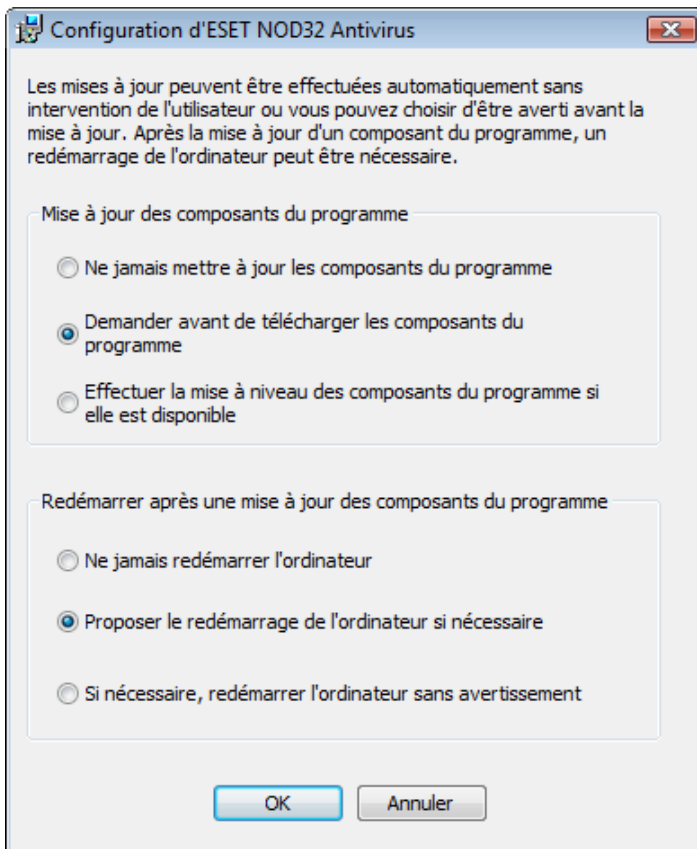 Configuration d'ESET NOD32 Antivirus
Les mises à jour peuvent être effectuées automatiquement sans
intervention de l'utilisateur ou vous pouvez choisir d'être averti avant la
mise à jour. Après la mise à jour d'un composant du programme, un
redémarrage de l'ordinateur peut être nécessaire.
Mise à jour des composants du programme
Ne jamais mettre à jour les composants du programme
Demander avant de télécharger les composants du
programme
Effectuer la mise à niveau des composants du programme si
elle est disponible
Redémarrer après une mise à jour des composants du programme
Ne jamais redémarrer l'ordinateur
Proposer le redémarrage de l'ordinateur si nécessaire
Si nécessaire, redémarrer l'ordinateur sans avertissement
OK
Annuler